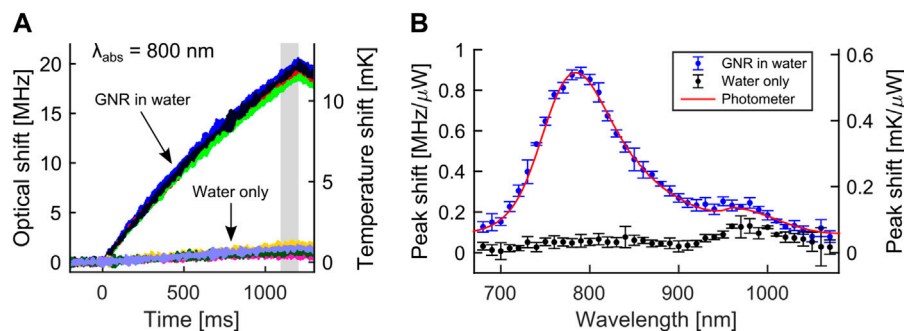 A
λabs = 800 nm
GNR in water
Water only
Optical shift [MHz]
20
15
10
5
0
Temperature shift [mK]
10
5
0
0
500
1000
Time [ms]
B
Peak shift [MHz/μW]
1
0.8
0.6
0.4
0.2
0
GNR in water
Water only
Photometer
Peak shift [mK/μW]
0.6
0.4
0.2
0
700
800
900
1000
Wavelength [nm]